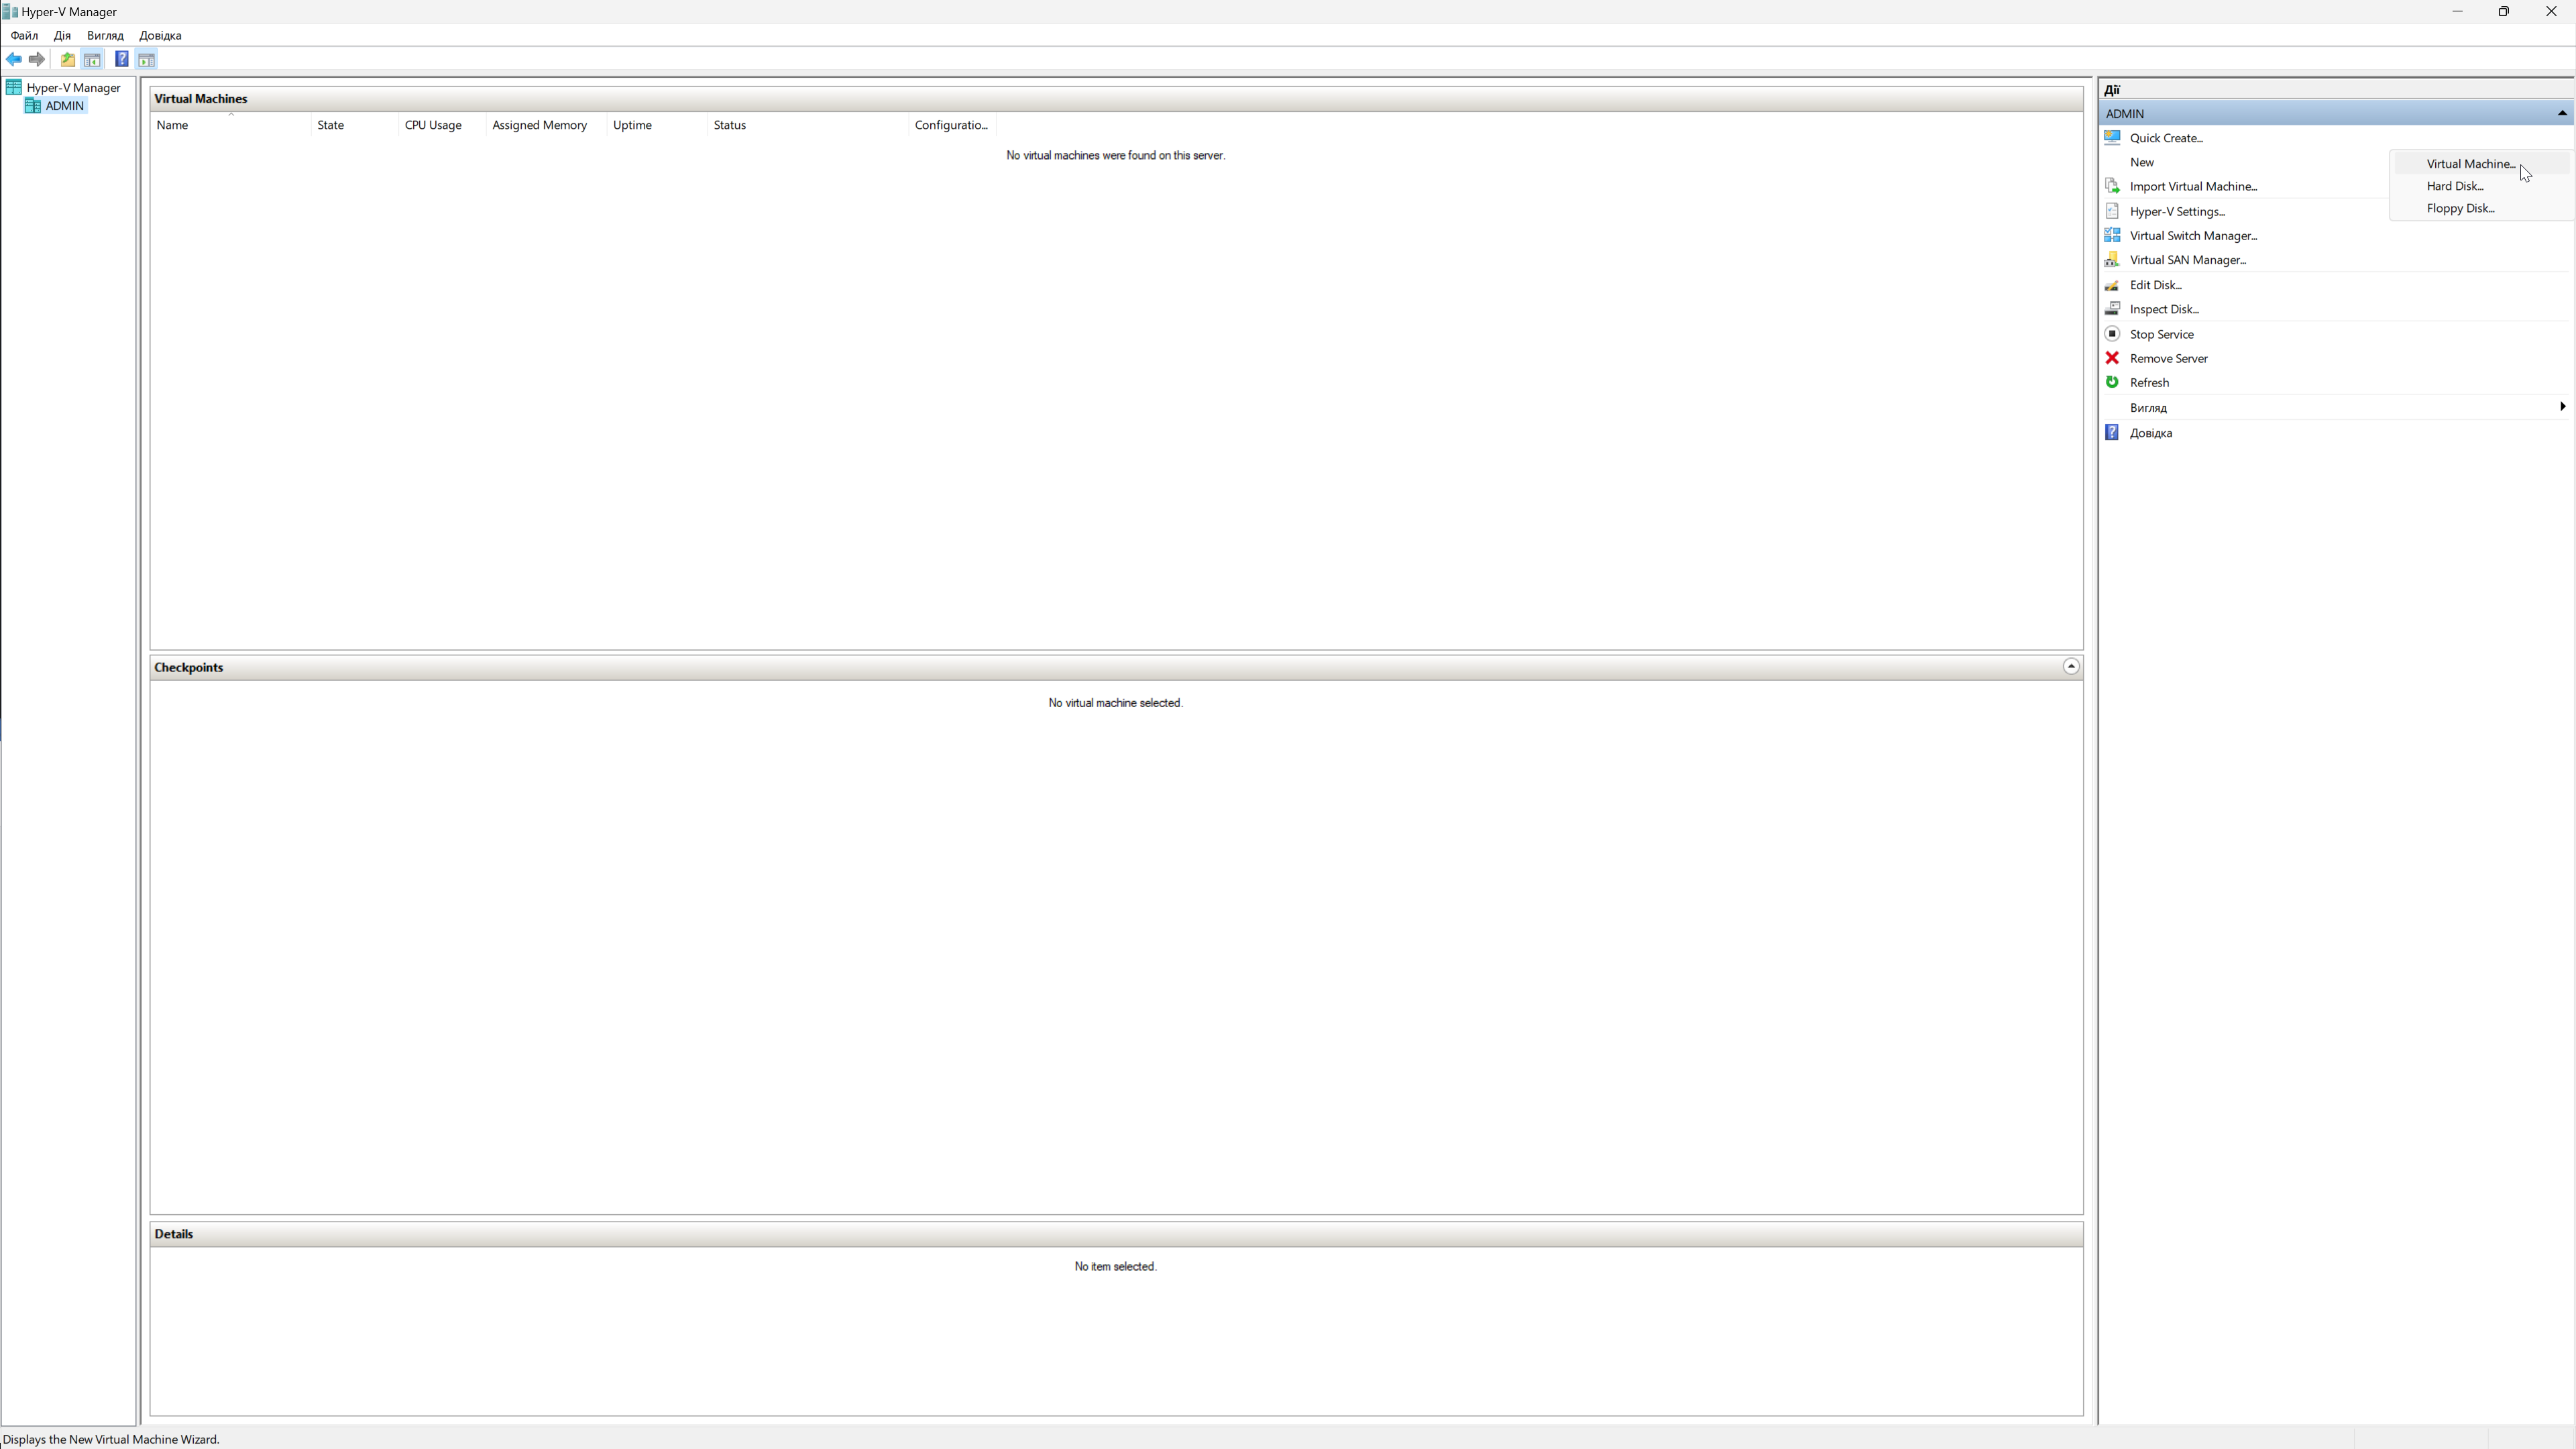 Hyper-V Manager
Файл Дія Вигляд Довідка
Hyper-V Manager
ADMIN
Virtual Machines
Name State CPU Usage Assigned Memory Uptime Status Configuratio...
No virtual machines were found on this server.
Checkpoints
No virtual machine selected.
Details
No item selected.
Дії
ADMIN
Quick Create...
New
Import Virtual Machine...
Hyper-V Settings...
Virtual Switch Manager...
Virtual SAN Manager...
Edit Disk...
Inspect Disk...
Stop Service
Remove Server
Refresh
Вигляд
Довідка
Virtual Machine...
Hard Disk...
Floppy Disk...
Displays the New Virtual Machine Wizard.